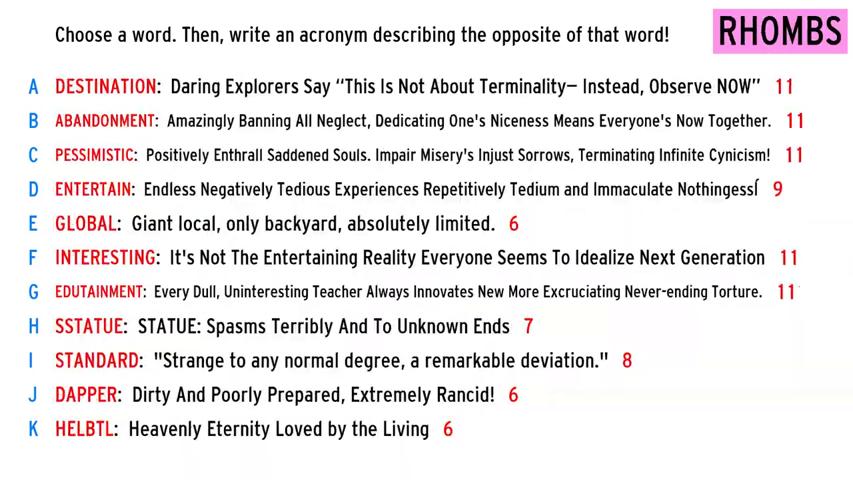 Choose a word. Then, write an acronym describing the opposite of that word!
RHOMBS
A DESTINATION: Daring Explorers Say “This Is Not About Terminality— Instead, Observe NOW” 11
B ABANDONMENT: Amazingly Banning All Neglect, Dedicating One's Niceness Means Everyone's Now Together. 11
C PESSIMISTIC: Positively Enthrall Saddened Souls. Impair Misery's Injust Sorrows, Terminating Infinite Cynicism! 11
D ENTERTAIN: Endless Negatively Tedious Experiences Repetitively Tedium and Immaculate NothingessÍ 9
E GLOBAL: Giant local, only backyard, absolutely limited. 6
F INTERESTING: It's Not The Entertaining Reality Everyone Seems To Idealize Next Generation 11
G EDUTAINMENT: Every Dull, Uninteresting Teacher Always Innovates New More Excruciating Never-ending Torture. 11
H SSTATUE: STATUE: Spasms Terribly And To Unknown Ends 7
I STANDARD: "Strange to any normal degree, a remarkable deviation." 8
J DAPPER: Dirty And Poorly Prepared, Extremely Rancid! 6
K HELBTL: Heavenly Eternity Loved by the Living 6